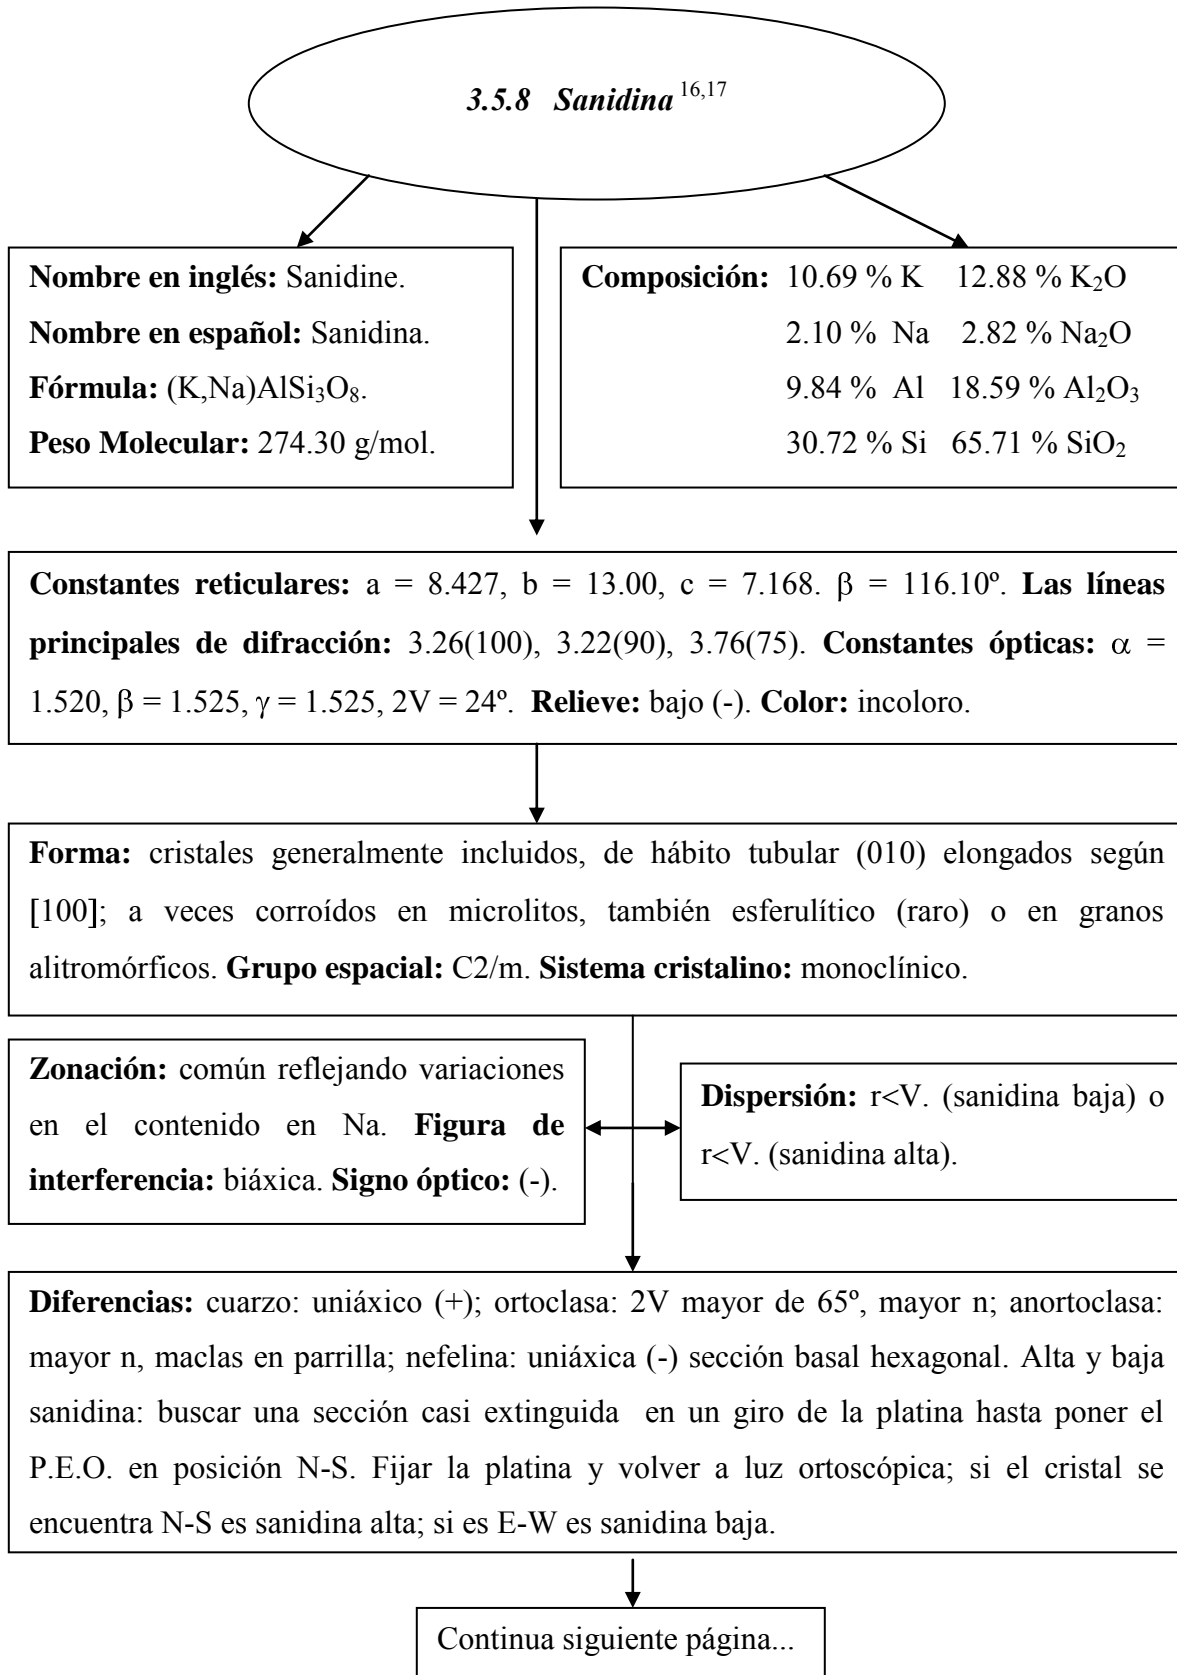 3.5.8 Sanidina 16,17
Nombre en inglés: Sanidine.
Nombre en español: Sanidina.
Fórmula: (K,Na)AlSi₃O₈.
Peso Molecular: 274.30 g/mol.
Composición: 10.69 % K 12.88 % K₂O
2.10 % Na 2.82 % Na₂O
9.84 % Al 18.59 % Al₂O₃
30.72 % Si 65.71 % SiO₂
Constantes reticulares: a = 8.427, b = 13.00, c = 7.168. β = 116.10º. Las líneas
principales de difracción: 3.26(100), 3.22(90), 3.76(75). Constantes ópticas: α =
1.520, β = 1.525, γ = 1.525, 2V = 24º. Relieve: bajo (-). Color: incoloro.
Forma: cristales generalmente incluidos, de hábito tubular (010) elongados según
[100]; a veces corroídos en microlitos, también esferulítico (raro) o en granos
alitromórficos. Grupo espacial: C2/m. Sistema cristalino: monoclínico.
Zonación: común reflejando variaciones
en el contenido en Na. Figura de
interferencia: biáxica. Signo óptico: (-).
Dispersión: r<V. (sanidina baja) o
r<V. (sanidina alta).
Diferencias: cuarzo: uniáxico (+); ortoclasa: 2V mayor de 65º, mayor n; anortoclasa:
mayor n, maclas en parrilla; nefelina: uniáxica (-) sección basal hexagonal. Alta y baja
sanidina: buscar una sección casi extinguida en un giro de la platina hasta poner el
P.E.O. en posición N-S. Fijar la platina y volver a luz ortoscópica; si el cristal se
encuentra N-S es sanidina alta; si es E-W es sanidina baja.
Continua siguiente página...